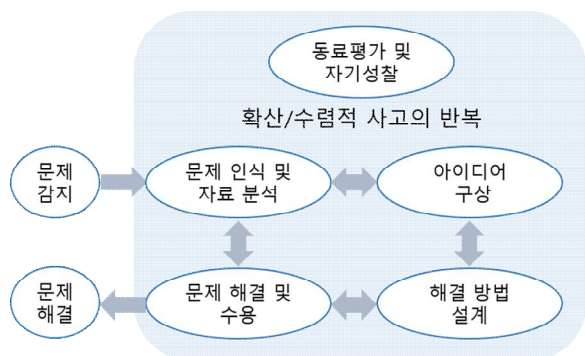 동료평가 및
자기성찰
확산/수렴적 사고의 반복
문제
감지
문제 인식 및
자료 분석
아이디어
구상
문제
해결
문제 해결 및
수용
해결 방법
설계